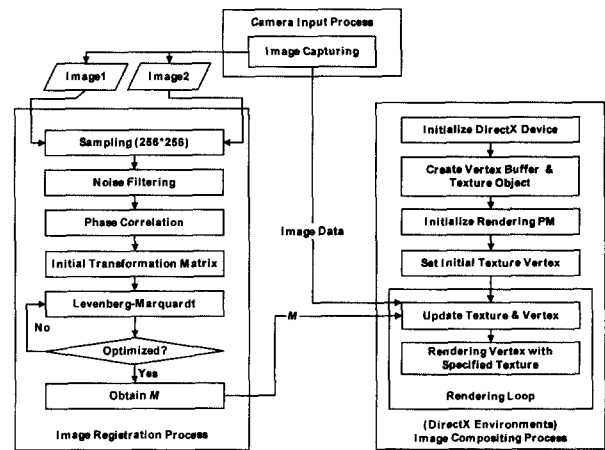 Camera Input Process
Image Capturing
Image1
Image2
Sampling (256*256)
Noise Filtering
Phase Correlation
Initial Transformation Matrix
Levenberg-Marquardt
No
Optimized?
Yes
Obtain M
Image Registration Process
Image Data
M
Initialize DirectX Device
Create Vertex Buffer &
Texture Object
Initialize Rendering PM
Set Initial Texture Vertex
Update Texture & Vertex
Rendering Vertex with
Specified Texture
Rendering Loop
(DirectX Environments)
Image Compositing Process